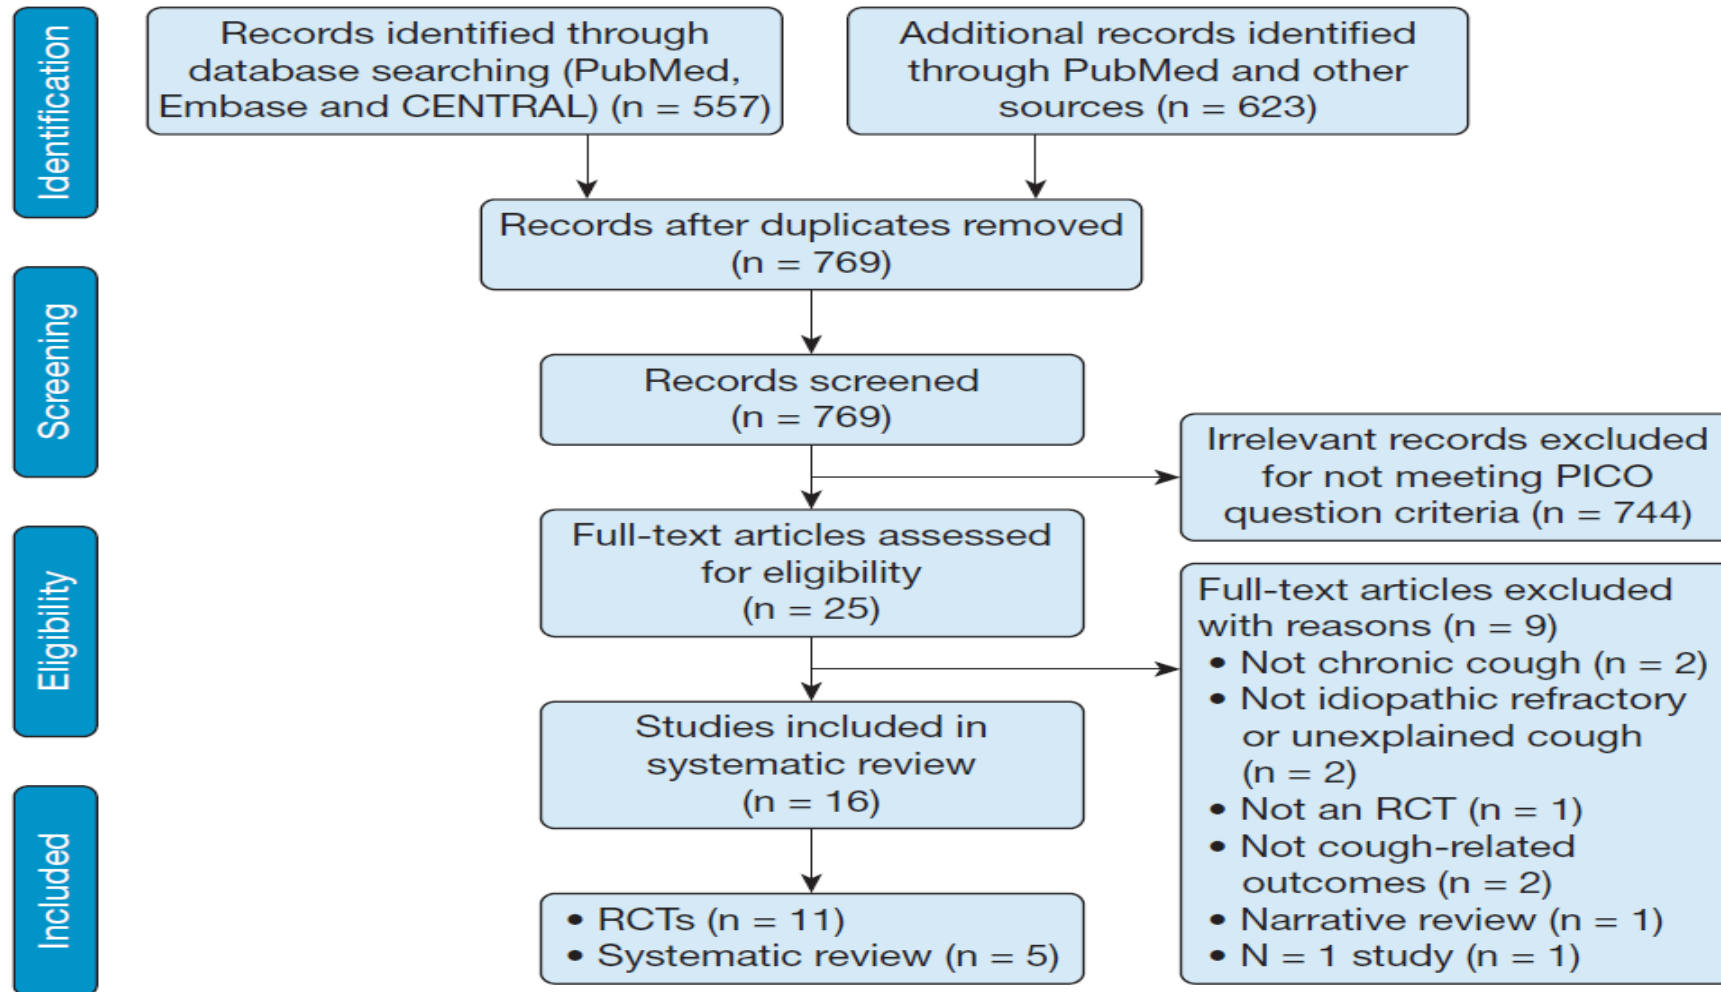 Identification
Records identified through
database searching (PubMed,
Embase and CENTRAL) (n = 557)
Additional records identified
through PubMed and other
sources (n = 623)
Records after duplicates removed
(n = 769)
Screening
Records screened
(n = 769)
Irrelevant records excluded
for not meeting PICO
question criteria (n = 744)
Eligibility
Full-text articles assessed
for eligibility
(n = 25)
Full-text articles excluded
with reasons (n = 9)
• Not chronic cough (n = 2)
• Not idiopathic refractory
or unexplained cough
(n = 2)
• Not an RCT (n = 1)
• Not cough-related
outcomes (n = 2)
• Narrative review (n = 1)
• N = 1 study (n = 1)
Studies included in
systematic review
(n = 16)
Included
• RCTs (n = 11)
• Systematic review (n = 5)